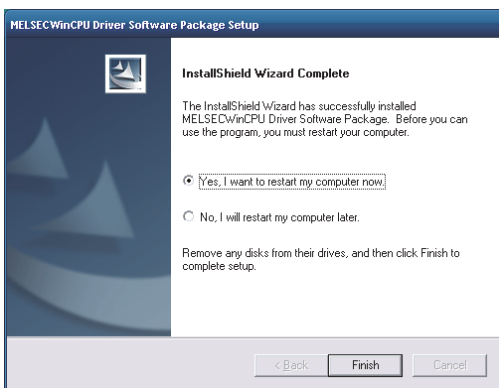 MELSECWinCPU Driver Software Package Setup
InstallShield Wizard Complete
The InstallShield Wizard has successfully installed
MELSECWinCPU Driver Software Package. Before you can
use the program, you must restart your computer.
Yes, I want to restart my computer now.
No, I will restart my computer later.
Remove any disks from their drives, and then click Finish to
complete setup.
< Back
Finish
Cancel